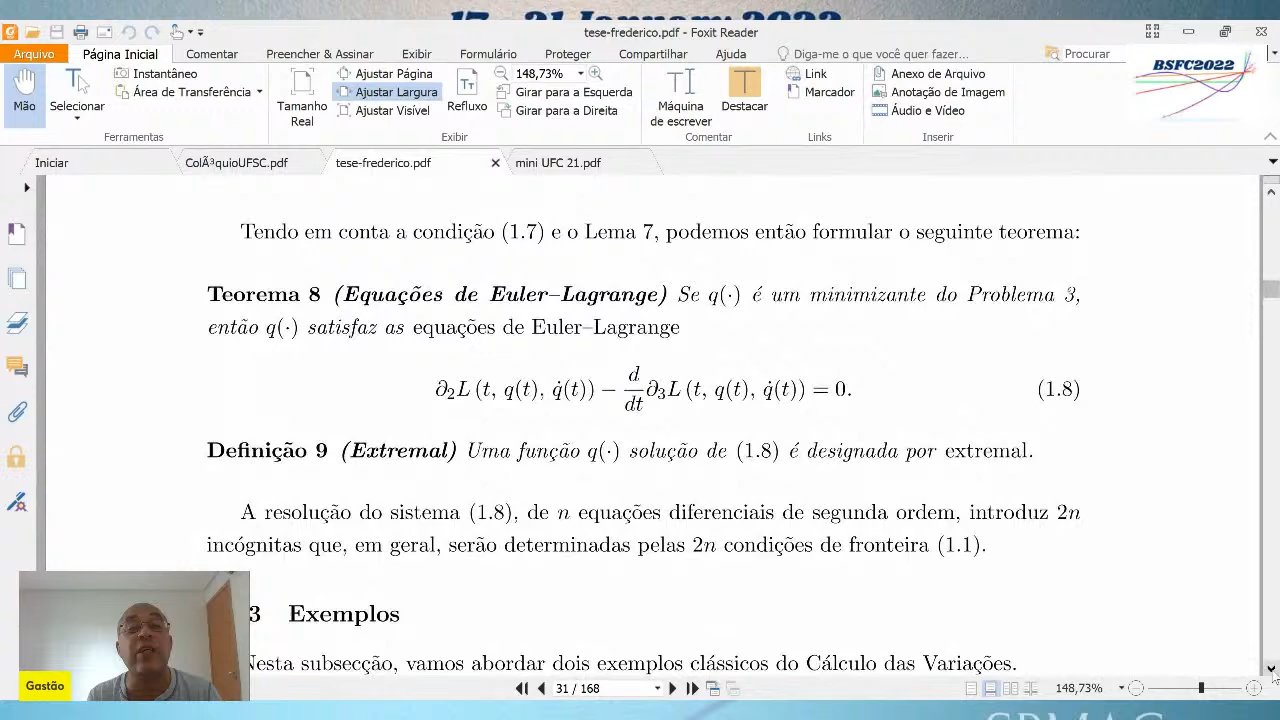 17 - 21 January 2022
tese-frederico.pdf - Foxit Reader
Arquivo Página Inicial Comentar Preencher & Assinar Exibir Formulário Proteger Compartilhar Diga-me o que você deseja fazer... Procurar
BSFC2022
Mão
Selecionar
Instantâneo
Área de Transferência
Ferramentas
Tamanho
Real
Ajustar Página
Ajustar Largura
Ajustar Visível
Refluxo
148,73%
Girar para a Esquerda
Girar para a Direita
Exibir
Máquina
de escrever
Destacar
Comentar
Link
Marcador
Links
Anexo de Arquivo
Anotação de Imagem
Áudio e Vídeo
Inserir
Iniciar ColÃ³quioUFSC.pdf tese-frederico.pdf mini UFC 21.pdf
Tendo em conta a condição (1.7) e o Lema 7, podemos então formular o seguinte teorema:
Teorema 8 (Equações de Euler–Lagrange) Se q(·) é um minimizante do Problema 3,
então q(·) satisfaz as equações de Euler–Lagrange
∂₂L (t, q(t), q̇(t)) − d/dt ∂₃L (t, q(t), q̇(t)) = 0. (1.8)
Definição 9 (Extremal) Uma função q(·) solução de (1.8) é designada por extremal.
A resolução do sistema (1.8), de n equações diferenciais de segunda ordem, introduz 2n
incógnitas que, em geral, serão determinadas pelas 2n condições de fronteira (1.1).
3 Exemplos
Nesta subsecção, vamos abordar dois exemplos clássicos do Cálculo das Variações.
Gastão
31 / 168
148,73%